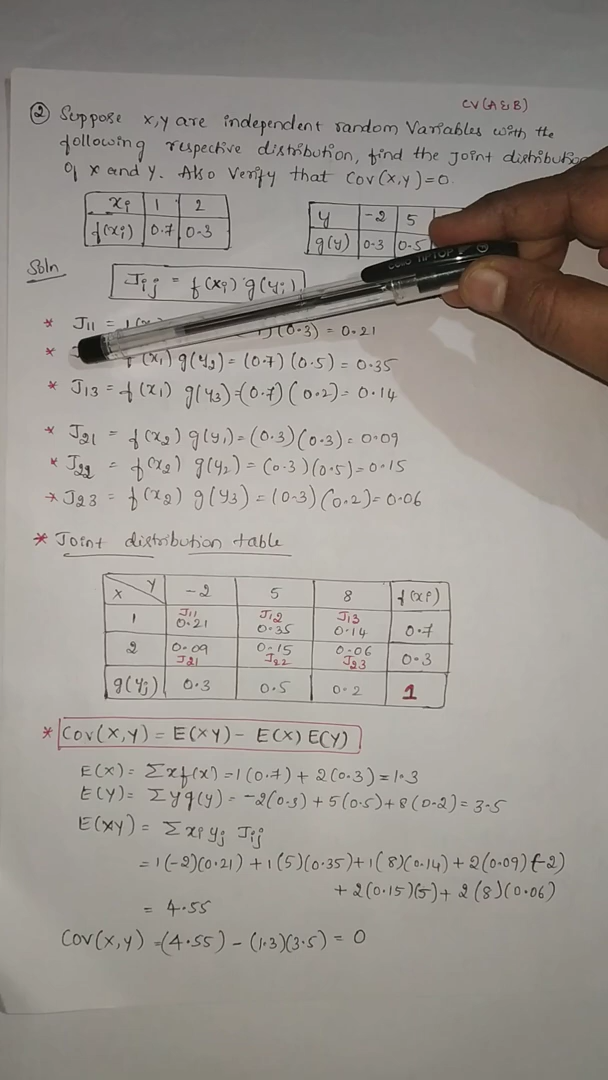 CV(A&B)
② Suppose x,y are independent random Variables with the
following respective distribution, find the Joint distributio
of x and y. Also Verify that Cov(x,y)=0.
xi 1 2
f(xi) 0.7 0.3
y -2 5
g(y) 0.3 0.5
Soln
Jij = f(xi) g(yj)
* J11 = (0.3) = 0.21
* f(x1) g(y2) = (0.7) (0.5) = 0.35
* J13 = f(x1) g(y3)=(0.7) (0.2)= 0.14
* J21 = f(x2) g(y1)=(0.3)(0.3)=0.09
* J22 = f(x2) g(y2)=(0.3)(0.5)=0.15
* J23 = f(x2) g(y3)=(0.3)(0.2)=0.06
* Joint distribution table
X Y -2 5 8 f(xi)
1 J11 0.21 J12 0.35 J13 0.14 0.7
2 0.09 J21 0.15 J22 0.06 J23 0.3
g(yj) 0.3 0.5 0.2 1
* Cov(X,Y) = E(XY) - E(X) E(Y)
E(X) = Σxf(x) = 1(0.7) + 2(0.3) = 1.3
E(Y) = Σyg(y) = -2(0.3) + 5(0.5) + 8(0.2) = 3.5
E(XY) = Σ xi yj Jij
= 1(-2)(0.21) + 1(5)(0.35) + 1(8)(0.14) + 2(0.09)(-2)
+ 2(0.15)(5) + 2(8)(0.06)
= 4.55
Cov(X,Y) = (4.55) - (1.3)(3.5) = 0